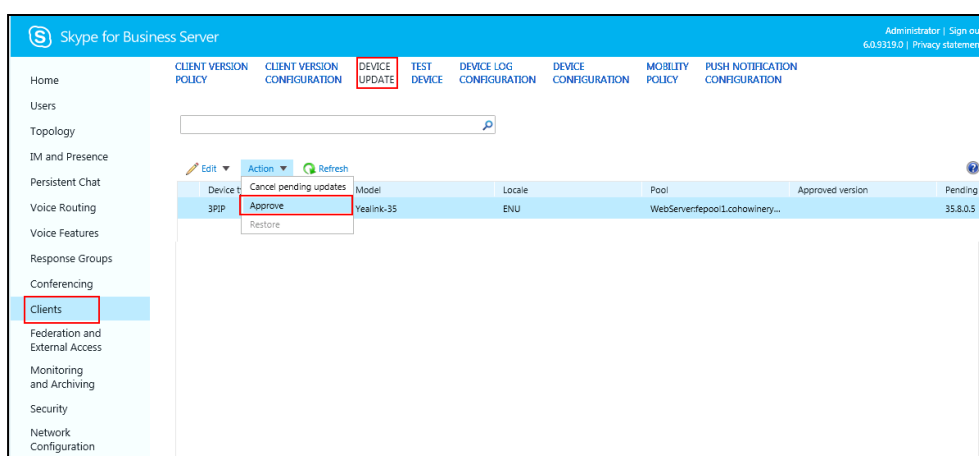 Skype for Business Server
Administrator | Sign ou
6.0.9319.0 | Privacy statemen
Home
Users
Topology
IM and Presence
Persistent Chat
Voice Routing
Voice Features
Response Groups
Conferencing
Clients
Federation and
External Access
Monitoring
and Archiving
Security
Network
Configuration
CLIENT VERSION
POLICY
CLIENT VERSION
CONFIGURATION
DEVICE
UPDATE
TEST
DEVICE
DEVICE LOG
CONFIGURATION
DEVICE
CONFIGURATION
MOBILITY
POLICY
PUSH NOTIFICATION
CONFIGURATION
Edit Action Refresh
Cancel pending updates
Approve
Restore
Device t Model Locale Pool Approved version Pending
3PIP Yealink-35 ENU WebServer:fepool1.cohowinery... 35.8.0.5